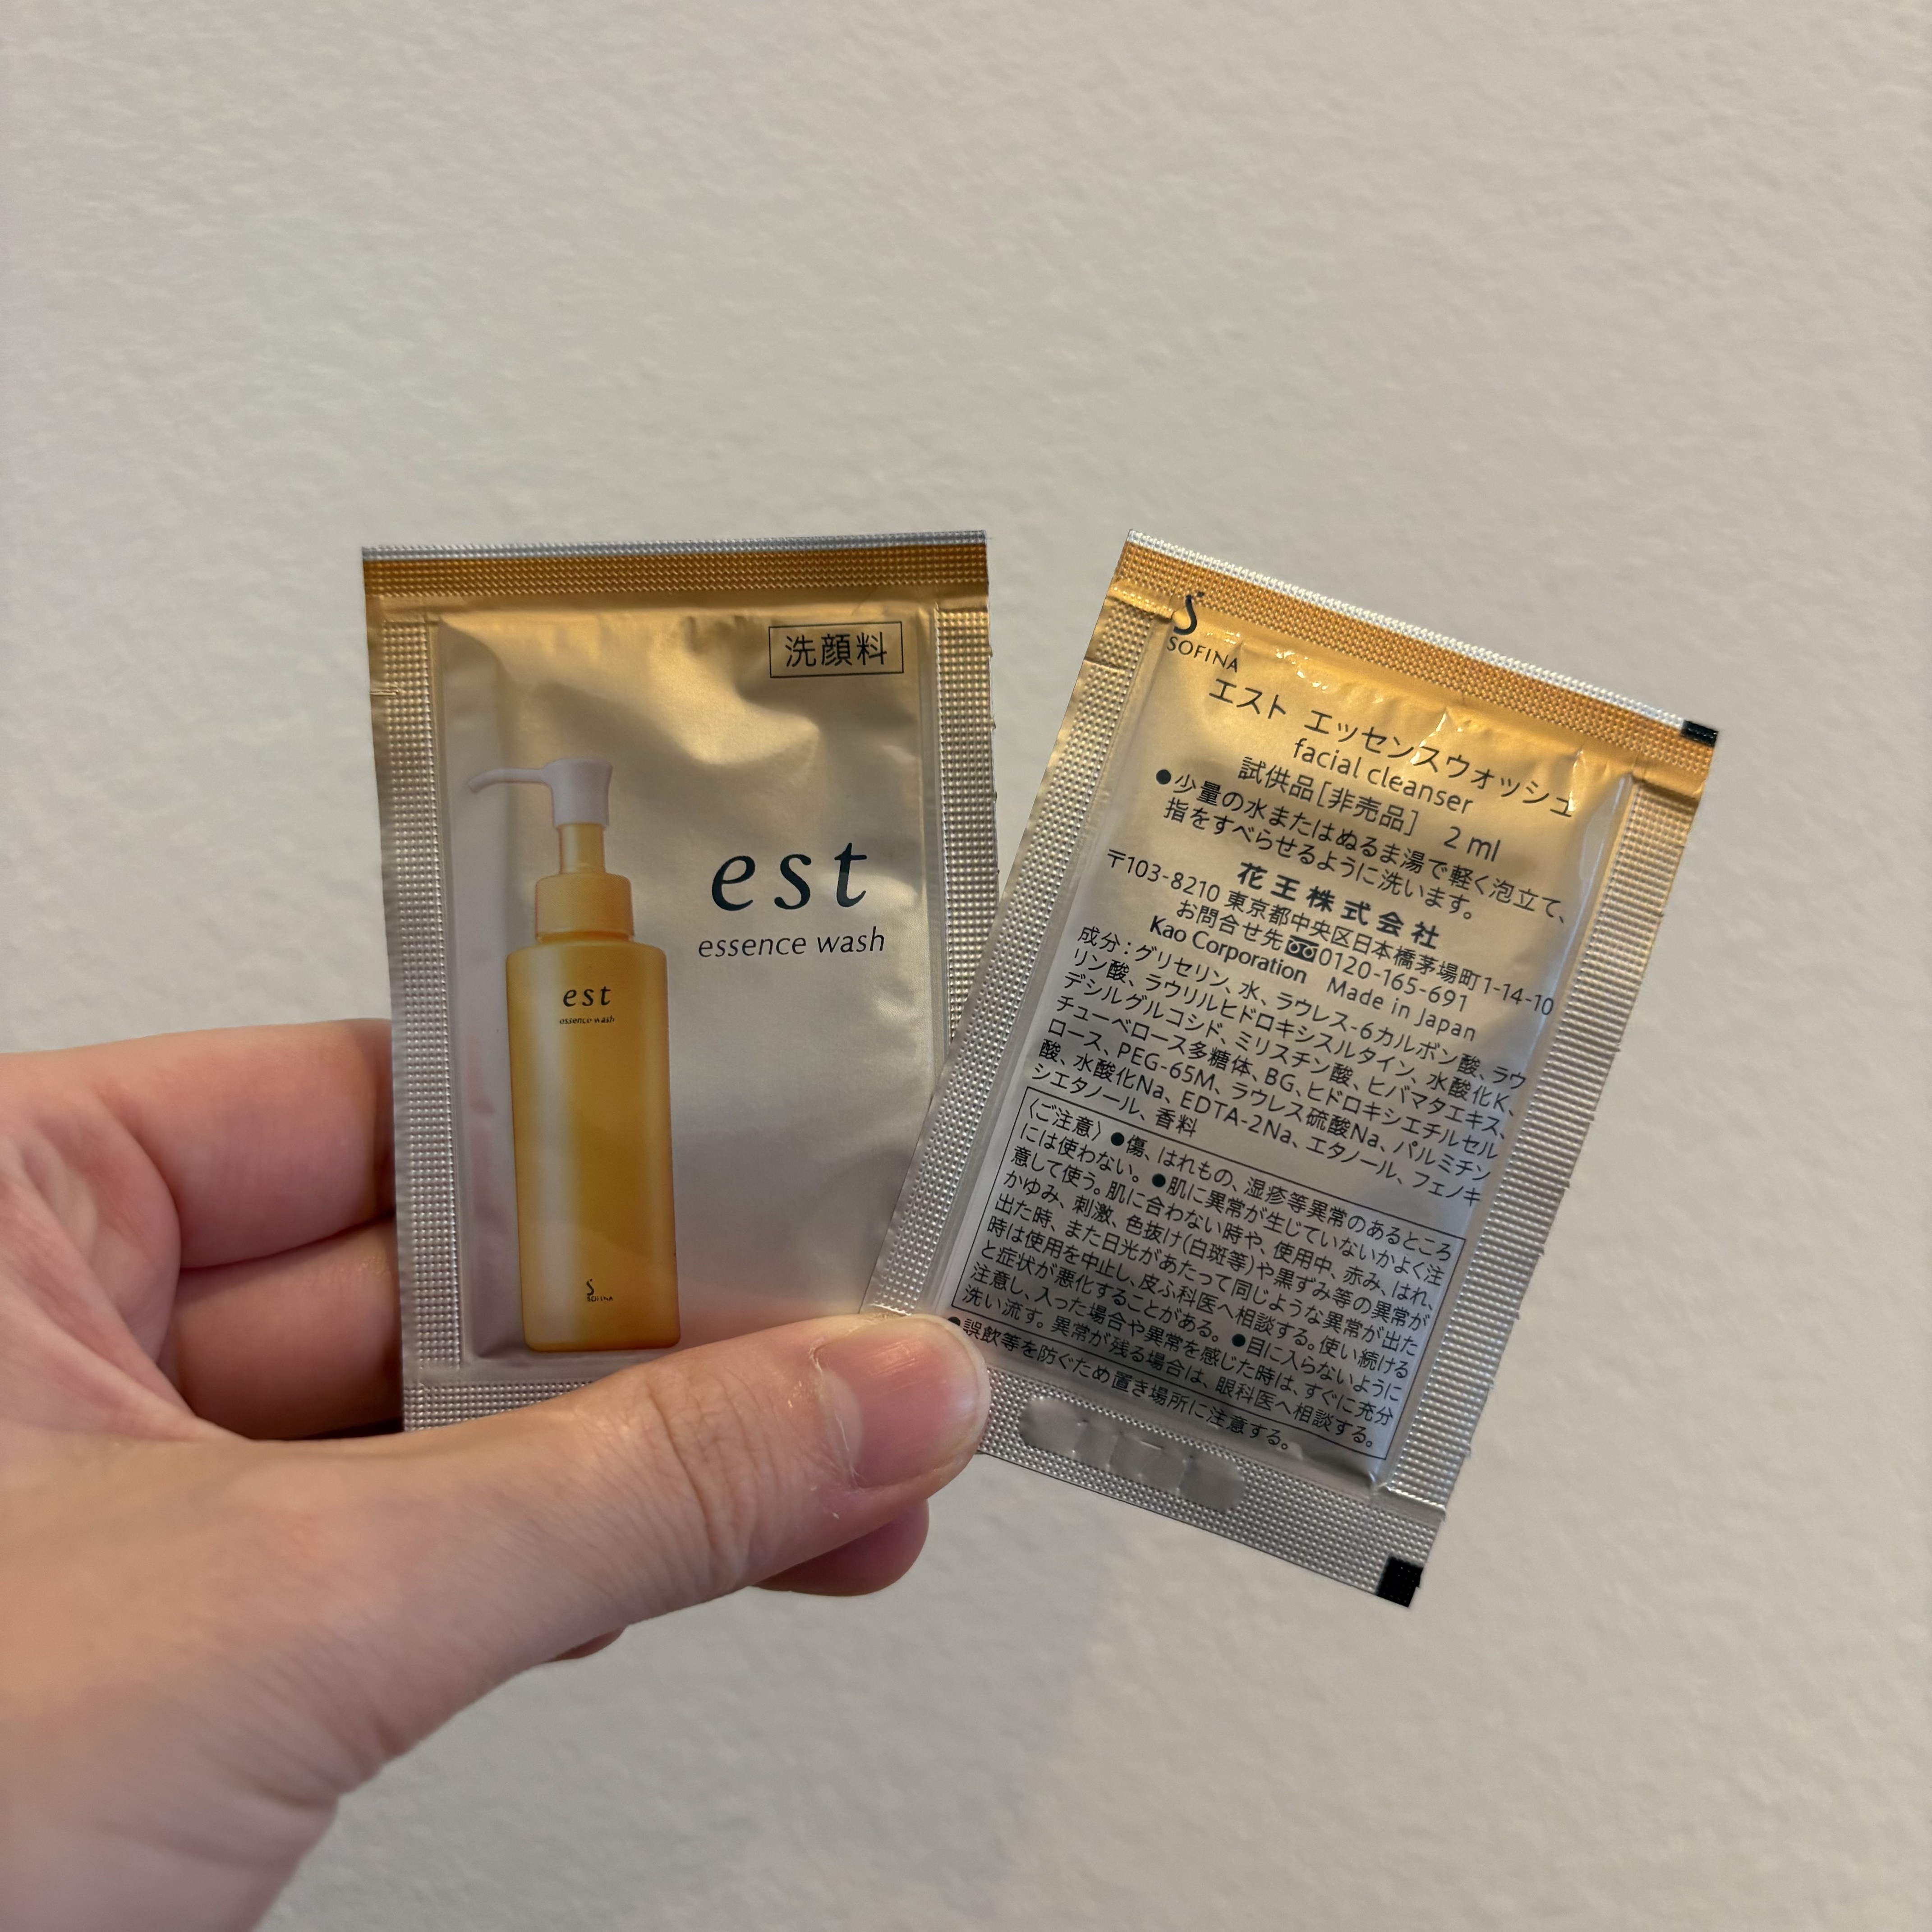 洗顔料
est
essence wash
est
essence wash
SOFINA
SOFINA
エスト エッセンスウォッシュ
facial cleanser
試供品[非売品] 2ml
●少量の水またはぬるま湯で軽く泡立て、
指をすべらせるように洗います。
花王株式会社
〒103-8210 東京都中央区日本橋茅場町1-14-10
お問合せ先 0120-165-691
Kao Corporation Made in Japan
成分:グリセリン、水、ラウレス-6カルボン酸、ラウ
リン酸、ラウリルヒドロキシスルタイン、水酸化K、
デシルグルコシド、ミリスチン酸、ヒバマタエキス、
チューベロース多糖体、BG、ヒドロキシエチルセル
ロース、PEG-65M、ラウレス硫酸Na、パルミチン
酸、水酸化Na、EDTA-2Na、エタノール、フェノキ
シエタノール、香料
〈ご注意〉●傷、はれもの、湿疹等異常のあるところ
には使わない。●肌に異常が生じていないかよく注
意して使う。肌に合わない時や、使用中、赤み、はれ、
かゆみ、刺激、色抜け(白斑等)や黒ずみ等の異常が
出た時、また日光があたって同じような異常が出た
時は使用を中止し、皮ふ科医へ相談する。使い続ける
と症状が悪化することがある。●目に入らないように
注意し、入った場合や異常を感じた時は、すぐに充分
洗い流す。異常が残る場合は、眼科医へ相談する。
●誤飲等を防ぐため置き場所に注意する。